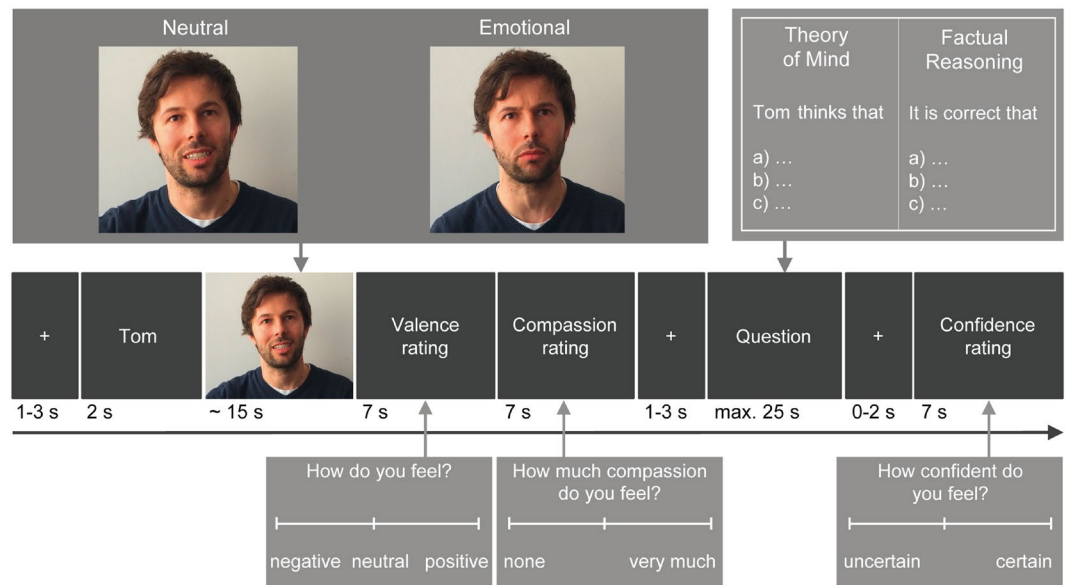 Neutral
Emotional
Theory
of Mind
Tom thinks that
a) ...
b) ...
c) ...
Factual
Reasoning
It is correct that
a) ...
b) ...
c) ...
+
Tom
Valence
rating
Compassion
rating
+
Question
+
Confidence
rating
1-3 s
2 s
~ 15 s
7 s
7 s
1-3 s
max. 25 s
0-2 s
7 s
How do you feel?
negative neutral positive
How much compassion
do you feel?
none very much
How confident do
you feel?
uncertain certain